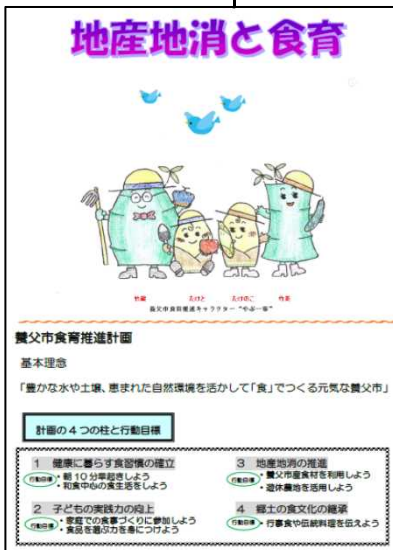 地産地消と食育
養父市食育推進キャラクター“やぶー家”
養父市食育推進計画
基本理念
「豊かな水や土壌、恵まれた自然環境を活かして「食」でつくる元気な養父市」
計画の4つの柱と行動目標
1 健康に暮らす食習慣の確立
行動目標
・朝10分早起きしよう
・和食中心の食生活をしよう
2 子どもの実践力の向上
行動目標
・家庭での食事づくりに参加しよう
・食品を選ぶ力を身につけよう
3 地産地消の推進
行動目標
・養父市産食材を利用しよう
・遊休農地を活用しよう
4 郷土の食文化の継承
行動目標
・行事食や伝統料理を伝えよう